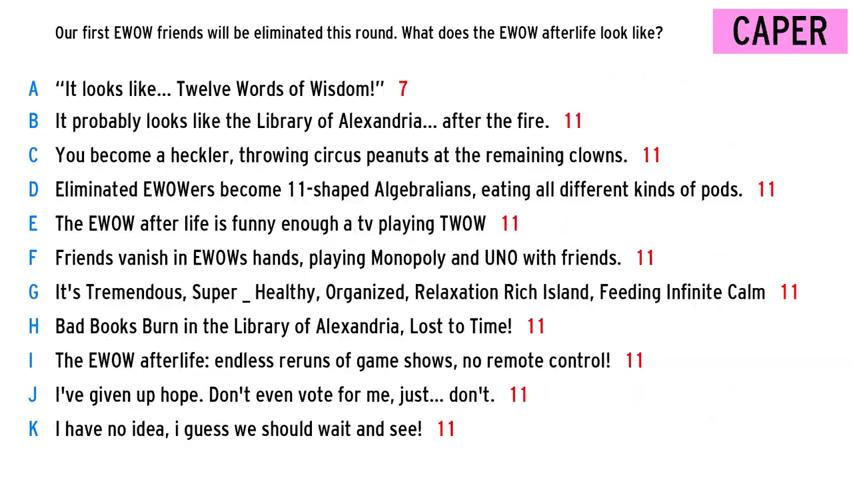 Our first EWOW friends will be eliminated this round. What does the EWOW afterlife look like?
CAPER
A “It looks like... Twelve Words of Wisdom!” 7
B It probably looks like the Library of Alexandria... after the fire. 11
C You become a heckler, throwing circus peanuts at the remaining clowns. 11
D Eliminated EWOWers become 11-shaped Algebralians, eating all different kinds of pods. 11
E The EWOW after life is funny enough a tv playing TWOW 11
F Friends vanish in EWOWs hands, playing Monopoly and UNO with friends. 11
G It's Tremendous, Super _ Healthy, Organized, Relaxation Rich Island, Feeding Infinite Calm 11
H Bad Books Burn in the Library of Alexandria, Lost to Time! 11
I The EWOW afterlife: endless reruns of game shows, no remote control! 11
J I've given up hope. Don't even vote for me, just... don't. 11
K I have no idea, i guess we should wait and see! 11